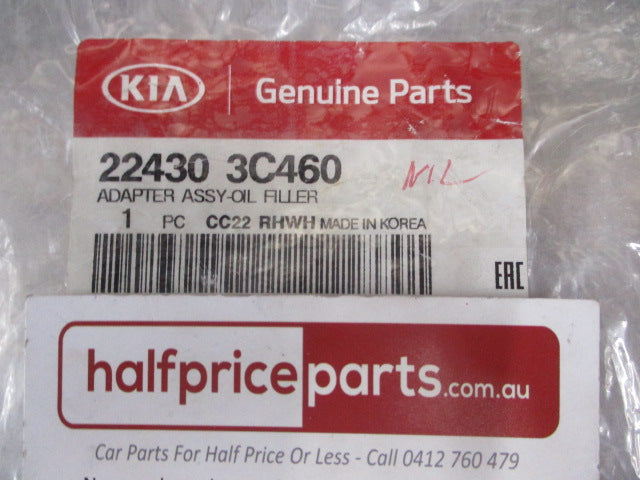 KIA Genuine Parts
22430 3C460
NIL
ADAPTER ASSY-OIL FILLER
1 PC CC22 RHWH MADE IN KOREA
EAC
halfpriceparts.com.au
Car Parts For Half Price Or Less - Call 0412 760 479